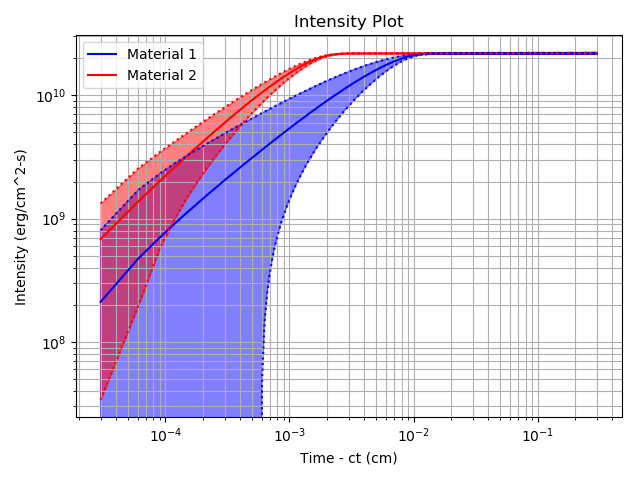 Intensity Plot
Material 1
Material 2
10^10
10^9
10^8
Intensity (erg/cm^2-s)
10^-4
10^-3
10^-2
10^-1
Time - ct (cm)